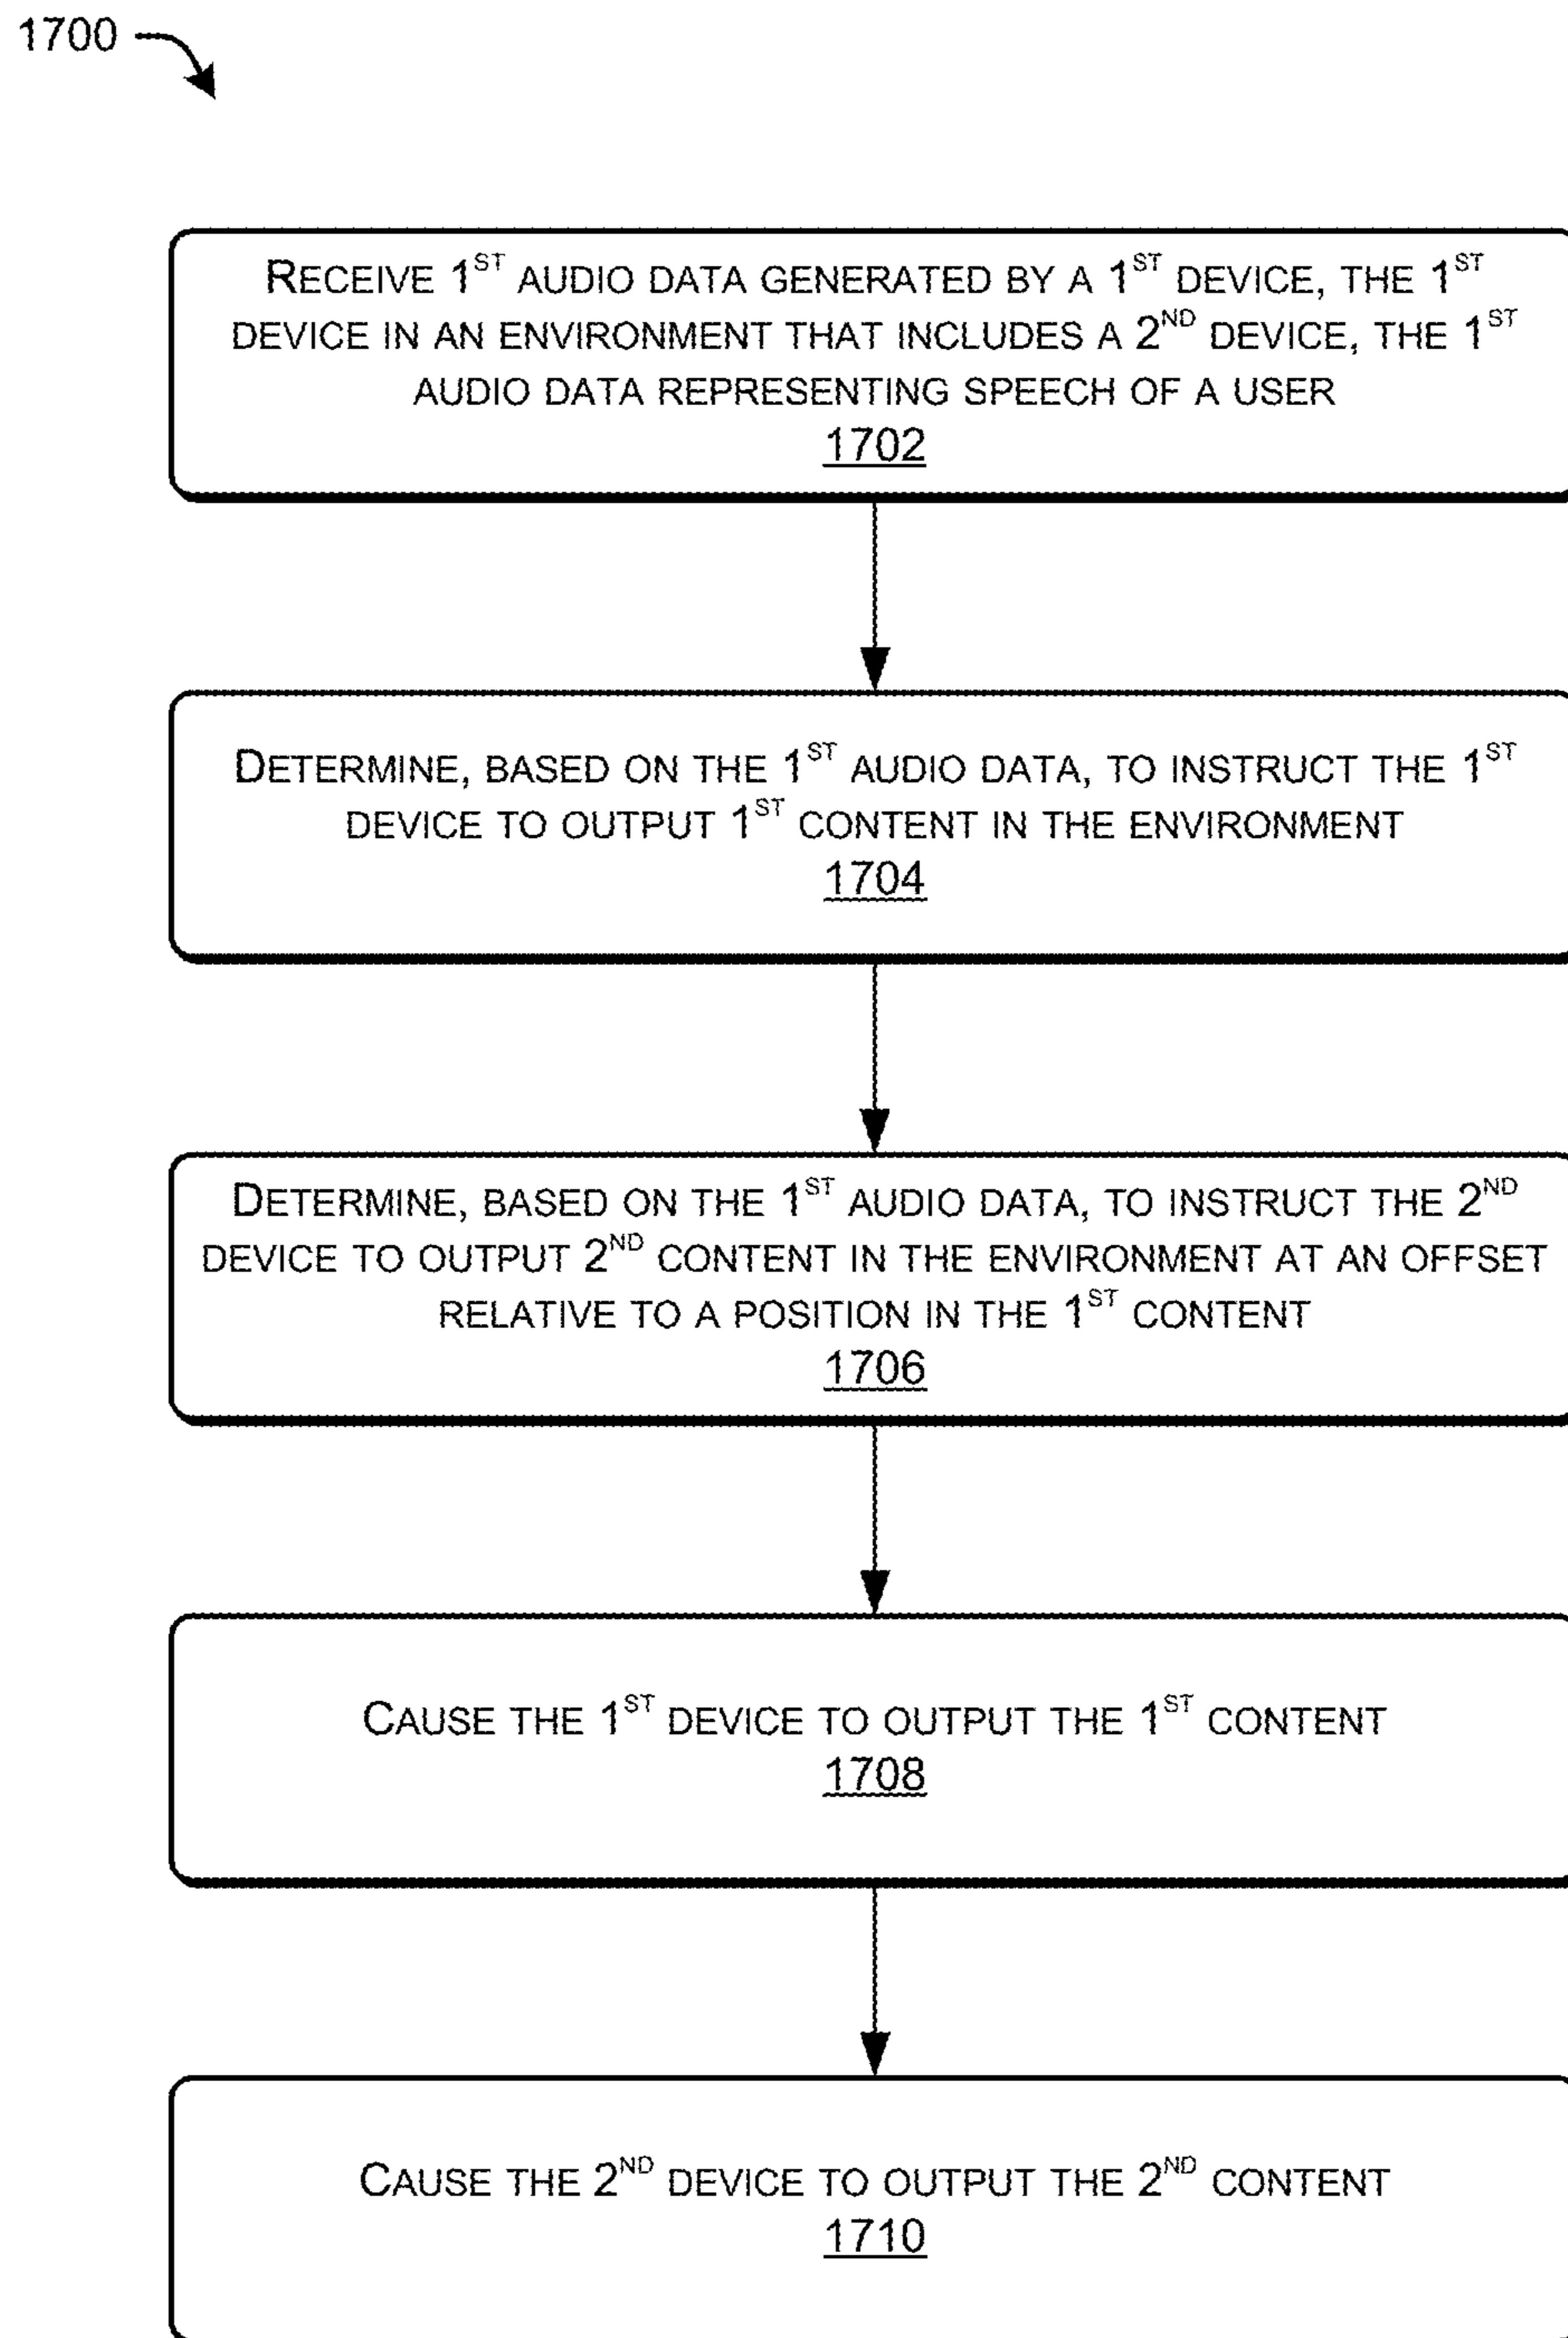 1700
RECEIVE 1ST AUDIO DATA GENERATED BY A 1ST DEVICE, THE 1ST
DEVICE IN AN ENVIRONMENT THAT INCLUDES A 2ND DEVICE, THE 1ST
AUDIO DATA REPRESENTING SPEECH OF A USER
1702
DETERMINE, BASED ON THE 1ST AUDIO DATA, TO INSTRUCT THE 1ST
DEVICE TO OUTPUT 1ST CONTENT IN THE ENVIRONMENT
1704
DETERMINE, BASED ON THE 1ST AUDIO DATA, TO INSTRUCT THE 2ND
DEVICE TO OUTPUT 2ND CONTENT IN THE ENVIRONMENT AT AN OFFSET
RELATIVE TO A POSITION IN THE 1ST CONTENT
1706
CAUSE THE 1ST DEVICE TO OUTPUT THE 1ST CONTENT
1708
CAUSE THE 2ND DEVICE TO OUTPUT THE 2ND CONTENT
1710